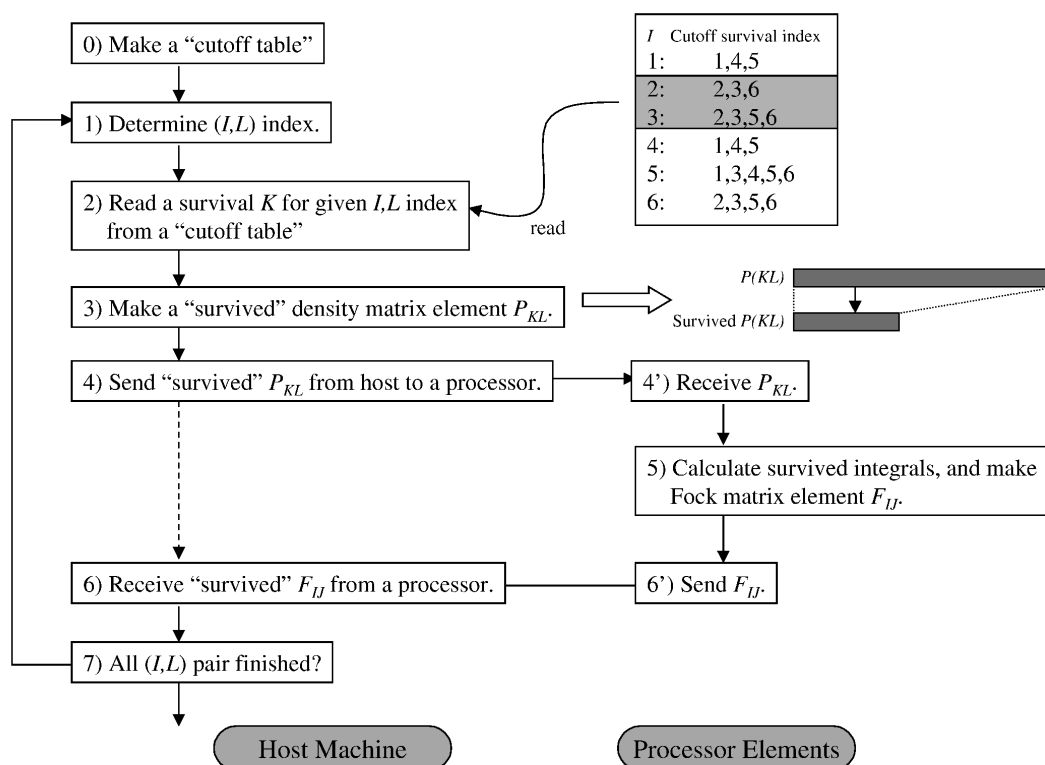 0) Make a “cutoff table”
I Cutoff survival index
1: 1,4,5
2: 2,3,6
3: 2,3,5,6
4: 1,4,5
5: 1,3,4,5,6
6: 2,3,5,6
1) Determine (I,L) index.
2) Read a survival K for given I,L index
from a “cutoff table”
read
3) Make a “survived” density matrix element PKL.
P(KL)
Survived P(KL)
4) Send “survived” PKL from host to a processor.
4’) Receive PKL.
5) Calculate survived integrals, and make
Fock matrix element FIJ.
6) Receive “survived” FIJ from a processor.
6’) Send FIJ.
7) All (I,L) pair finished?
Host Machine
Processor Elements